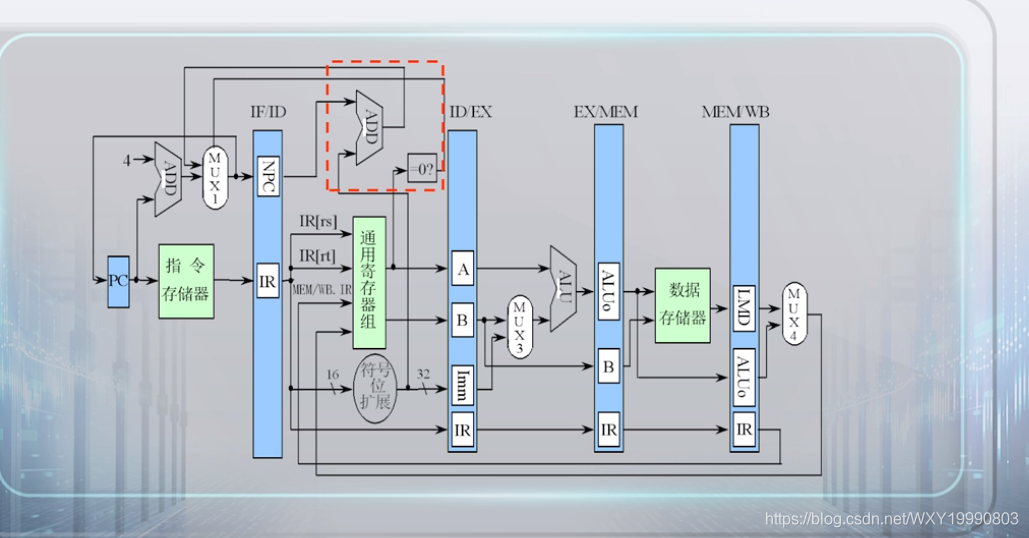 IF/ID
ID/EX
EX/MEM
MEM/WB
4
ADD
MUX1
NPC
ADD
=0?
PC
指令
存储器
IR
IR[rs]
IR[rt]
MEM/WB.IR
通用寄存器组
16
符号
位
扩展
32
A
B
Imm
IR
MUX3
ALU
ALUo
B
IR
数据
存储器
LMD
ALUo
IR
MUX4
https://blog.csdn.net/WXY19990803